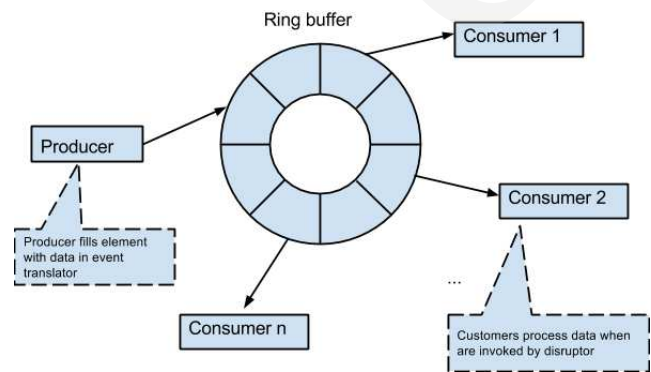 Ring buffer
Consumer 1
Producer
Consumer 2
Producer fills element
with data in event
translator
...
Consumer n
Customers process data when
are invoked by disruptor